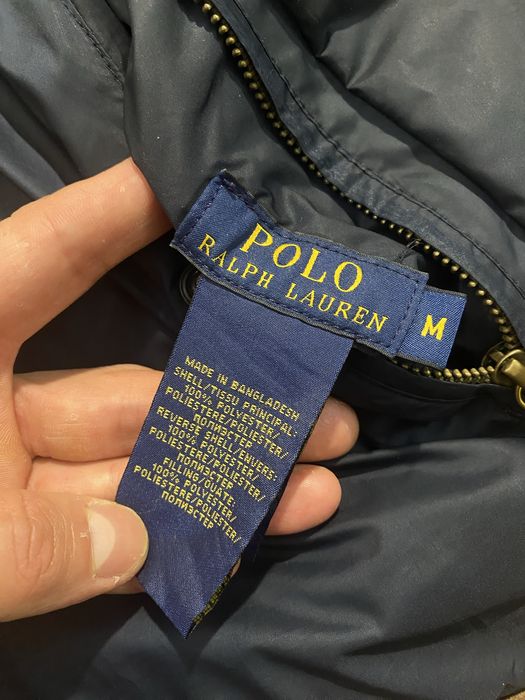 POLO
RALPH LAUREN
M
MADE IN BANGLADESH
SHELL/TISSU PRINCIPAL:
100% POLYESTER/
POLIESTERE/POLIESTER/
ПОЛИЭСТЕР
REVERSE SHELL/ENVERS:
100% POLYESTER/
POLIESTERE/POLIESTER/
ПОЛИЭСТЕР
FILLING/OUATE:
100% POLYESTER/
POLIESTERE/POLIESTER/
ПОЛИЭСТЕР